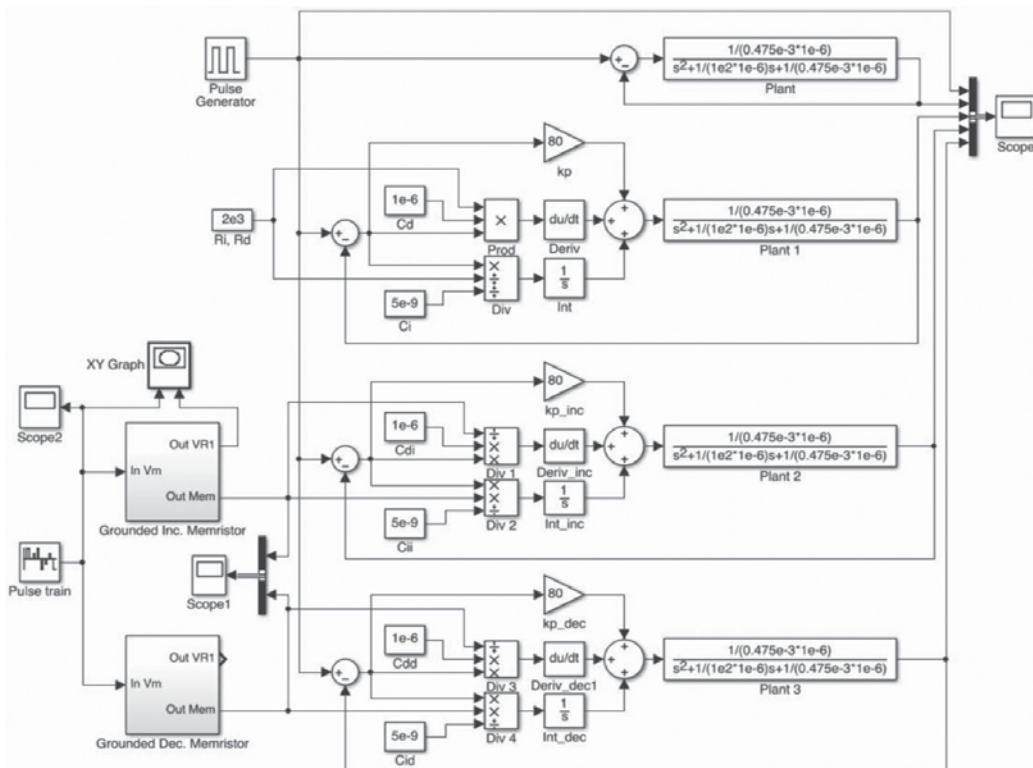 Pulse
Generator
+
-
1/(0.475e-3*1e-6)
s²+1/(1e2*1e-6)s+1/(0.475e-3*1e-6)
Plant
Scope
80
kp
2e3
Ri, Rd
1e-6
Cd
+
-
×
Prod
du/dt
Deriv
+
+
+
1/(0.475e-3*1e-6)
s²+1/(1e2*1e-6)s+1/(0.475e-3*1e-6)
Plant 1
×
÷
÷
Div
1
s
Int
5e-9
Ci
XY Graph
Scope2
Out VR1
In Vm
Out Mem
Grounded Inc. Memristor
80
kp_inc
1e-6
Cdi
+
-
÷
×
×
Div 1
du/dt
Deriv_inc
+
+
+
1/(0.475e-3*1e-6)
s²+1/(1e2*1e-6)s+1/(0.475e-3*1e-6)
Plant 2
×
×
÷
Div 2
1
s
Int_inc
5e-9
Cii
Pulse train
Scope1
80
kp_dec
Out VR1
In Vm
Out Mem
Grounded Dec. Memristor
1e-6
Cdd
+
-
÷
×
×
Div 3
du/dt
Deriv_dec1
+
+
+
1/(0.475e-3*1e-6)
s²+1/(1e2*1e-6)s+1/(0.475e-3*1e-6)
Plant 3
×
×
÷
Div 4
1
s
Int_dec
5e-9
Cid